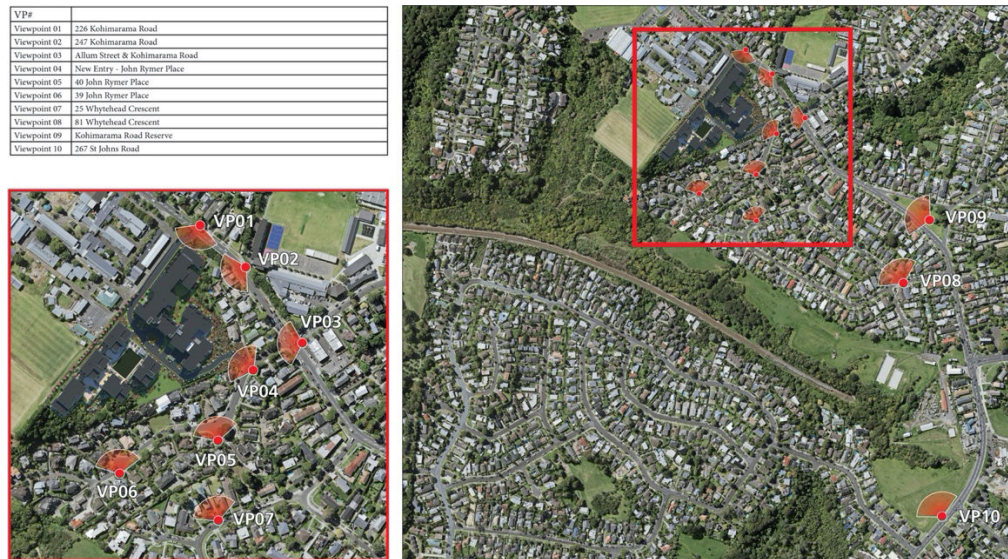 VP#
Viewpoint 01 226 Kohimarama Road
Viewpoint 02 247 Kohimarama Road
Viewpoint 03 Allum Street & Kohimarama Road
Viewpoint 04 New Entry - John Rymer Place
Viewpoint 05 40 John Rymer Place
Viewpoint 06 39 John Rymer Place
Viewpoint 07 25 Whytehead Crescent
Viewpoint 08 81 Whytehead Crescent
Viewpoint 09 Kohimarama Road Reserve
Viewpoint 10 267 St Johns Road
VP01
VP02
VP03
VP04
VP05
VP06
VP07
VP09
VP08
VP10